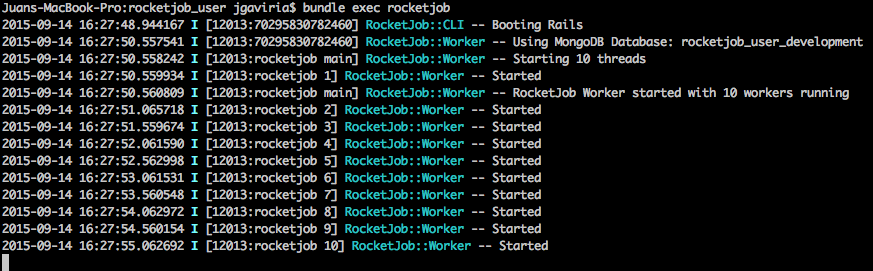 Juans-MacBook-Pro:rocketjob_user jgaviria$ bundle exec rocketjob
2015-09-14 16:27:48.944167 I [12013:70295830782460] RocketJob::CLI -- Booting Rails
2015-09-14 16:27:50.557541 I [12013:70295830782460] RocketJob::Worker -- Using MongoDB Database: rocketjob_user_development
2015-09-14 16:27:50.558242 I [12013:rocketjob main] RocketJob::Worker -- Starting 10 threads
2015-09-14 16:27:50.559934 I [12013:rocketjob 1] RocketJob::Worker -- Started
2015-09-14 16:27:50.560809 I [12013:rocketjob main] RocketJob::Worker -- RocketJob Worker started with 10 workers running
2015-09-14 16:27:51.065718 I [12013:rocketjob 2] RocketJob::Worker -- Started
2015-09-14 16:27:51.559674 I [12013:rocketjob 3] RocketJob::Worker -- Started
2015-09-14 16:27:52.061590 I [12013:rocketjob 4] RocketJob::Worker -- Started
2015-09-14 16:27:52.562998 I [12013:rocketjob 5] RocketJob::Worker -- Started
2015-09-14 16:27:53.061531 I [12013:rocketjob 6] RocketJob::Worker -- Started
2015-09-14 16:27:53.560548 I [12013:rocketjob 7] RocketJob::Worker -- Started
2015-09-14 16:27:54.062972 I [12013:rocketjob 8] RocketJob::Worker -- Started
2015-09-14 16:27:54.560154 I [12013:rocketjob 9] RocketJob::Worker -- Started
2015-09-14 16:27:55.062692 I [12013:rocketjob 10] RocketJob::Worker -- Started